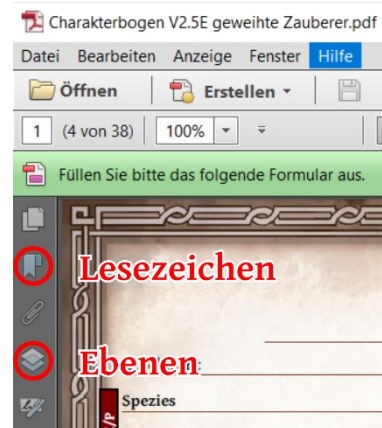 Charakterbogen V2.5E geweihte Zauberer.pdf
Datei Bearbeiten Anzeige Fenster Hilfe
Öffnen Erstellen
1 (4 von 38) 100%
Füllen Sie bitte das folgende Formular aus.
Lesezeichen
Ebenen
Spezies